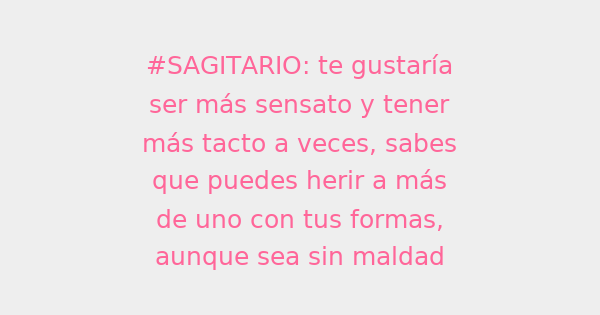 #SAGITARIO: te gustaría
ser más sensato y tener
más tacto a veces, sabes
que puedes herir a más
de uno con tus formas,
aunque sea sin maldad